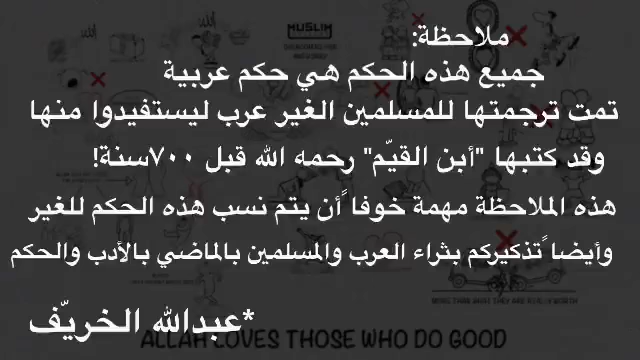 ملاحظة:
جميع هذه الحكم هي حكم عربية
تمت ترجمتها للمسلمين الغير عرب ليستفيدوا منها
وقد كتبها "أبن القيّم" رحمه الله قبل ٧٠٠سنة!
هذه الملاحظة مهمة خوفا ًأن يتم نسب هذه الحكم للغير
وأيضا ًتذكيركم بثراء العرب والمسلمين بالماضي بالأدب والحكم
*عبدالله الخريّف
ALLAH LOVES THOSE WHO DO GOOD
MUSLIM